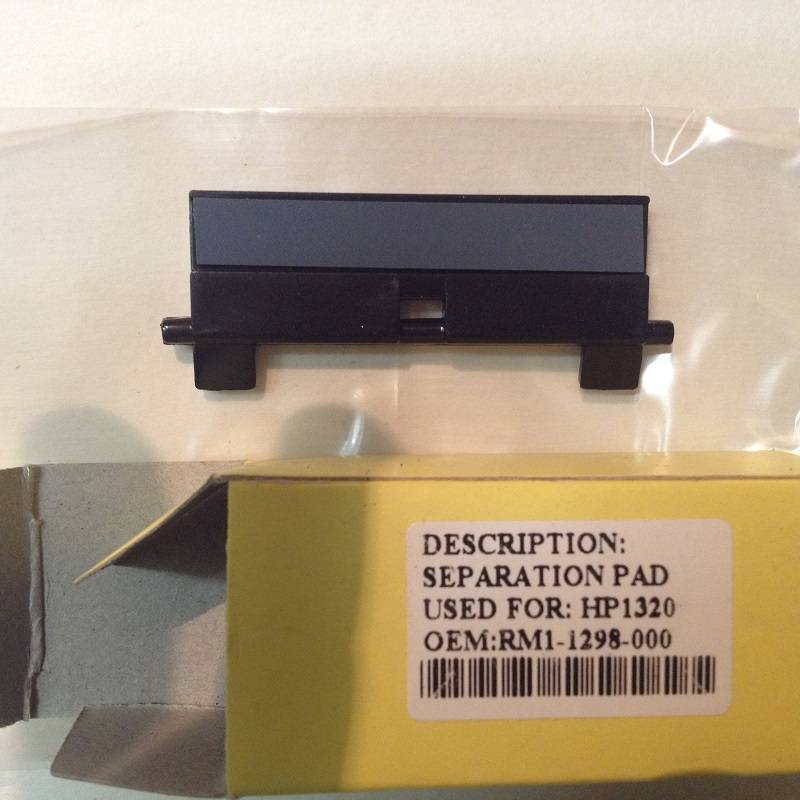 DESCRIPTION:
SEPARATION PAD
USED FOR: HP1320
OEM:RM1-1298-000